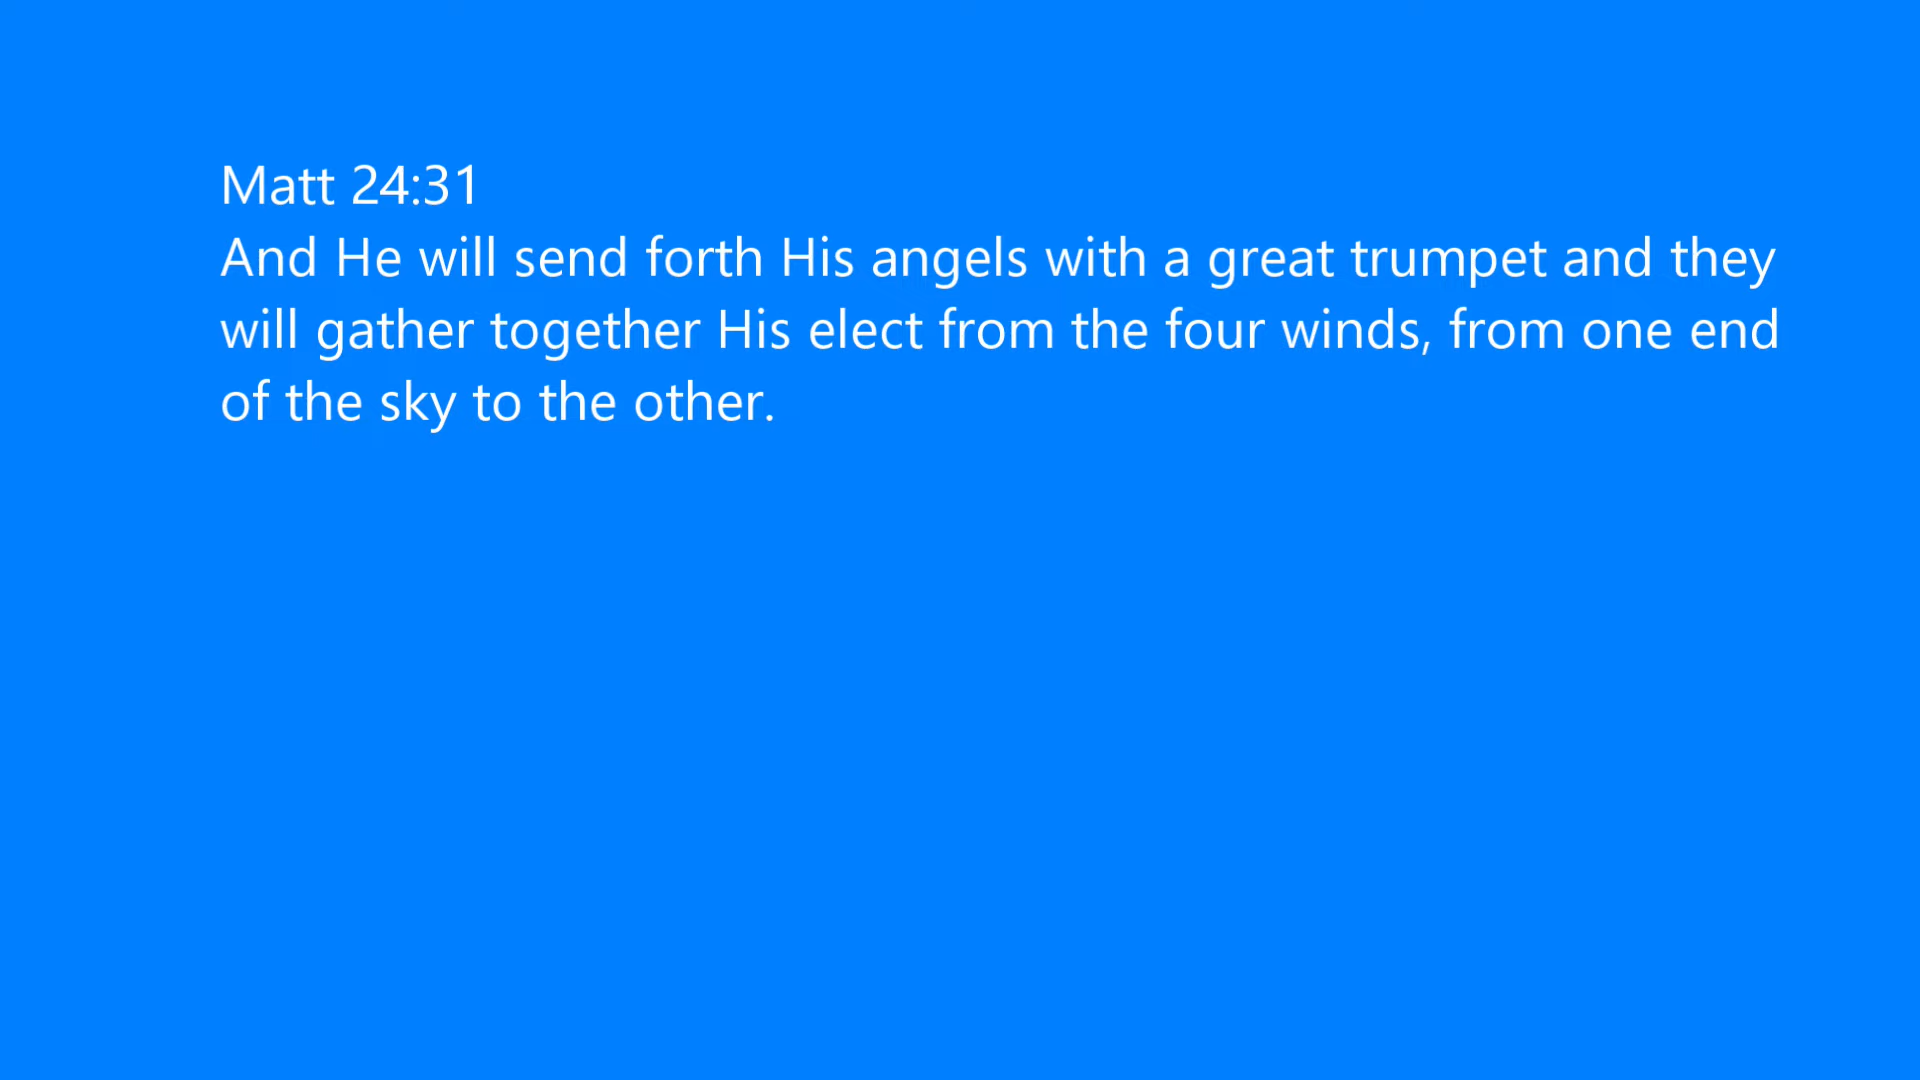 Matt 24:31
And He will send forth His angels with a great trumpet and they
will gather together His elect from the four winds, from one end
of the sky to the other.